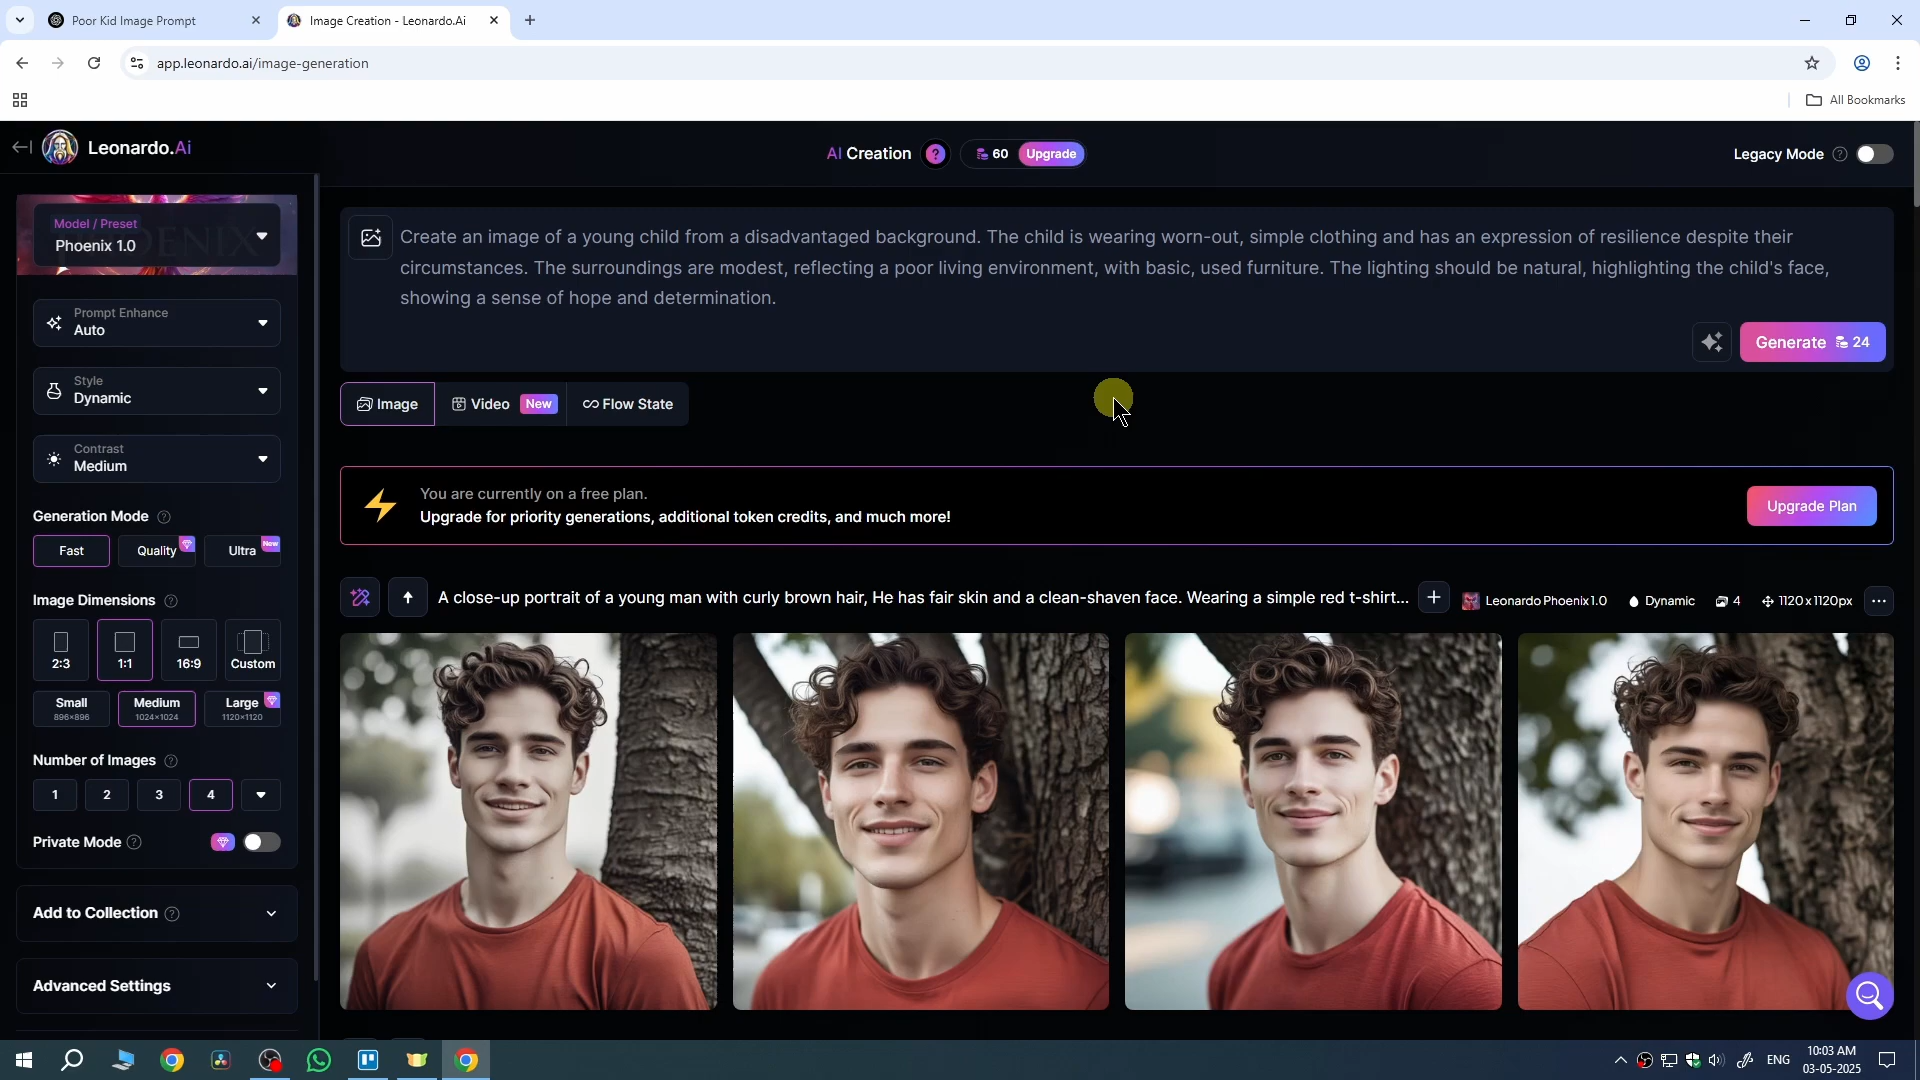 Poor Kid Image Prompt
Image Creation - Leonardo.Ai
app.leonardo.ai/image-generation
All Bookmarks
Leonardo.Ai
AI Creation ? 60 Upgrade
Legacy Mode ?
Model / Preset
Phoenix 1.0
Create an image of a young child from a disadvantaged background. The child is wearing worn-out, simple clothing and has an expression of resilience despite their
circumstances. The surroundings are modest, reflecting a poor living environment, with basic, used furniture. The lighting should be natural, highlighting the child's face,
showing a sense of hope and determination.
Generate 24
Prompt Enhance
Auto
Style
Dynamic
Contrast
Medium
Image Video New Flow State
Generation Mode ?
Fast Quality Ultra New
You are currently on a free plan.
Upgrade for priority generations, additional token credits, and much more!
Upgrade Plan
Image Dimensions ?
2:3 1:1 16:9 Custom
Small Medium Large
896×896 1024×1024 1120×1120
A close-up portrait of a young man with curly brown hair, He has fair skin and a clean-shaven face. Wearing a simple red t-shirt...
Leonardo Phoenix 1.0 Dynamic 4 1120 x 1120px
Number of Images ?
1 2 3 4
Private Mode ?
Add to Collection ?
Advanced Settings
ENG
10:03 AM
03-05-2025